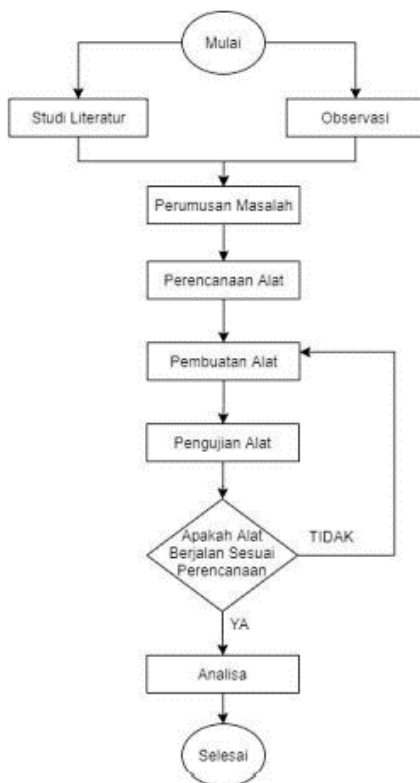 Mulai
Studi Literatur
Observasi
Perumusan Masalah
Perencanaan Alat
Pembuatan Alat
Pengujian Alat
Apakah Alat
Berjalan Sesuai
Perencanaan
TIDAK
YA
Analisa
Selesai